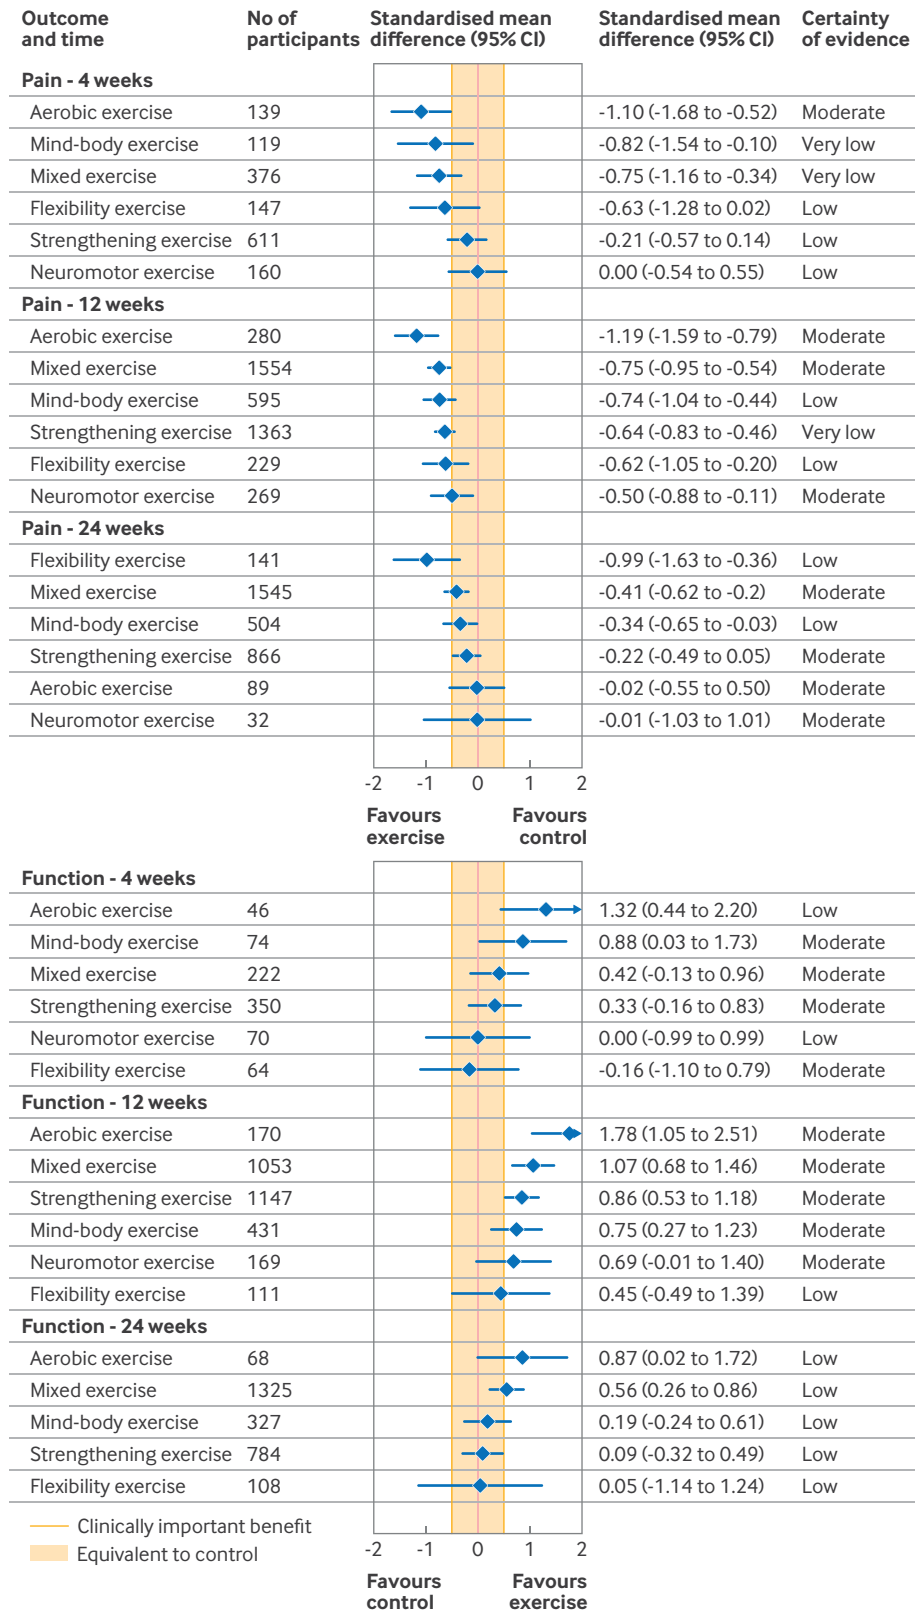 Outcome and time No of participants Standardised mean difference (95% CI) Standardised mean difference (95% CI) Certainty of evidence
Pain - 4 weeks
Aerobic exercise 139 -1.10 (-1.68 to -0.52) Moderate
Mind-body exercise 119 -0.82 (-1.54 to -0.10) Very low
Mixed exercise 376 -0.75 (-1.16 to -0.34) Very low
Flexibility exercise 147 -0.63 (-1.28 to 0.02) Low
Strengthening exercise 611 -0.21 (-0.57 to 0.14) Low
Neuromotor exercise 160 0.00 (-0.54 to 0.55) Low
Pain - 12 weeks
Aerobic exercise 280 -1.19 (-1.59 to -0.79) Moderate
Mixed exercise 1554 -0.75 (-0.95 to -0.54) Moderate
Mind-body exercise 595 -0.74 (-1.04 to -0.44) Low
Strengthening exercise 1363 -0.64 (-0.83 to -0.46) Very low
Flexibility exercise 229 -0.62 (-1.05 to -0.20) Low
Neuromotor exercise 269 -0.50 (-0.88 to -0.11) Moderate
Pain - 24 weeks
Flexibility exercise 141 -0.99 (-1.63 to -0.36) Low
Mixed exercise 1545 -0.41 (-0.62 to -0.2) Moderate
Mind-body exercise 504 -0.34 (-0.65 to -0.03) Low
Strengthening exercise 866 -0.22 (-0.49 to 0.05) Moderate
Aerobic exercise 89 -0.02 (-0.55 to 0.50) Moderate
Neuromotor exercise 32 -0.01 (-1.03 to 1.01) Moderate
-2 -1 0 1 2
Favours Favours
exercise control
Function - 4 weeks
Aerobic exercise 46 1.32 (0.44 to 2.20) Low
Mind-body exercise 74 0.88 (0.03 to 1.73) Moderate
Mixed exercise 222 0.42 (-0.13 to 0.96) Moderate
Strengthening exercise 350 0.33 (-0.16 to 0.83) Moderate
Neuromotor exercise 70 0.00 (-0.99 to 0.99) Low
Flexibility exercise 64 -0.16 (-1.10 to 0.79) Moderate
Function - 12 weeks
Aerobic exercise 170 1.78 (1.05 to 2.51) Moderate
Mixed exercise 1053 1.07 (0.68 to 1.46) Moderate
Strengthening exercise 1147 0.86 (0.53 to 1.18) Moderate
Mind-body exercise 431 0.75 (0.27 to 1.23) Moderate
Neuromotor exercise 169 0.69 (-0.01 to 1.40) Moderate
Flexibility exercise 111 0.45 (-0.49 to 1.39) Low
Function - 24 weeks
Aerobic exercise 68 0.87 (0.02 to 1.72) Low
Mixed exercise 1325 0.56 (0.26 to 0.86) Low
Mind-body exercise 327 0.19 (-0.24 to 0.61) Low
Strengthening exercise 784 0.09 (-0.32 to 0.49) Low
Flexibility exercise 108 0.05 (-1.14 to 1.24) Low
Clinically important benefit
Equivalent to control
-2 -1 0 1 2
Favours Favours
control exercise